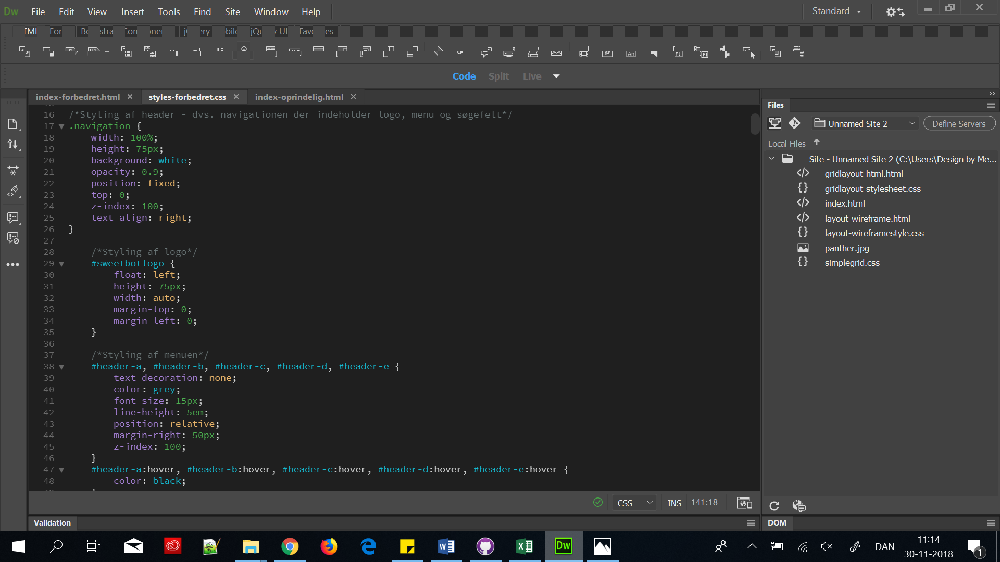 Dw File Edit View Insert Tools Find Site Window Help Standard
HTML Form Bootstrap Components jQuery Mobile jQuery UI Favorites
ul ol li
Code Split Live
index-forbedret.html styles-forbedret.css index-oprindelig.html
16 /*Styling af header - dvs. navigationen der indeholder logo, menu og søgefelt*/
17 .navigation {
18 width: 100%;
19 height: 75px;
20 background: white;
21 opacity: 0.9;
22 position: fixed;
23 top: 0;
24 z-index: 100;
25 text-align: right;
26 }
27
28 /*Styling af logo*/
29 #sweetbotlogo {
30 float: left;
31 height: 75px;
32 width: auto;
33 margin-top: 0;
34 margin-left: 0;
35 }
36
37 /*Styling af menuen*/
38 #header-a, #header-b, #header-c, #header-d, #header-e {
39 text-decoration: none;
40 color: grey;
41 font-size: 15px;
42 line-height: 5em;
43 position: relative;
44 margin-right: 50px;
45 z-index: 100;
46 }
47 #header-a:hover, #header-b:hover, #header-c:hover, #header-d:hover, #header-e:hover {
48 color: black;
CSS INS 141:18
Validation
Files
Unnamed Site 2 Define Servers
Local Files
Site - Unnamed Site 2 (C:\Users\Design by Me...
gridlayout-html.html
gridlayout-stylesheet.css
index.html
layout-wireframe.html
layout-wireframestyle.css
panther.jpg
simplegrid.css
DOM
Dw
DAN
11:14
30-11-2018
1